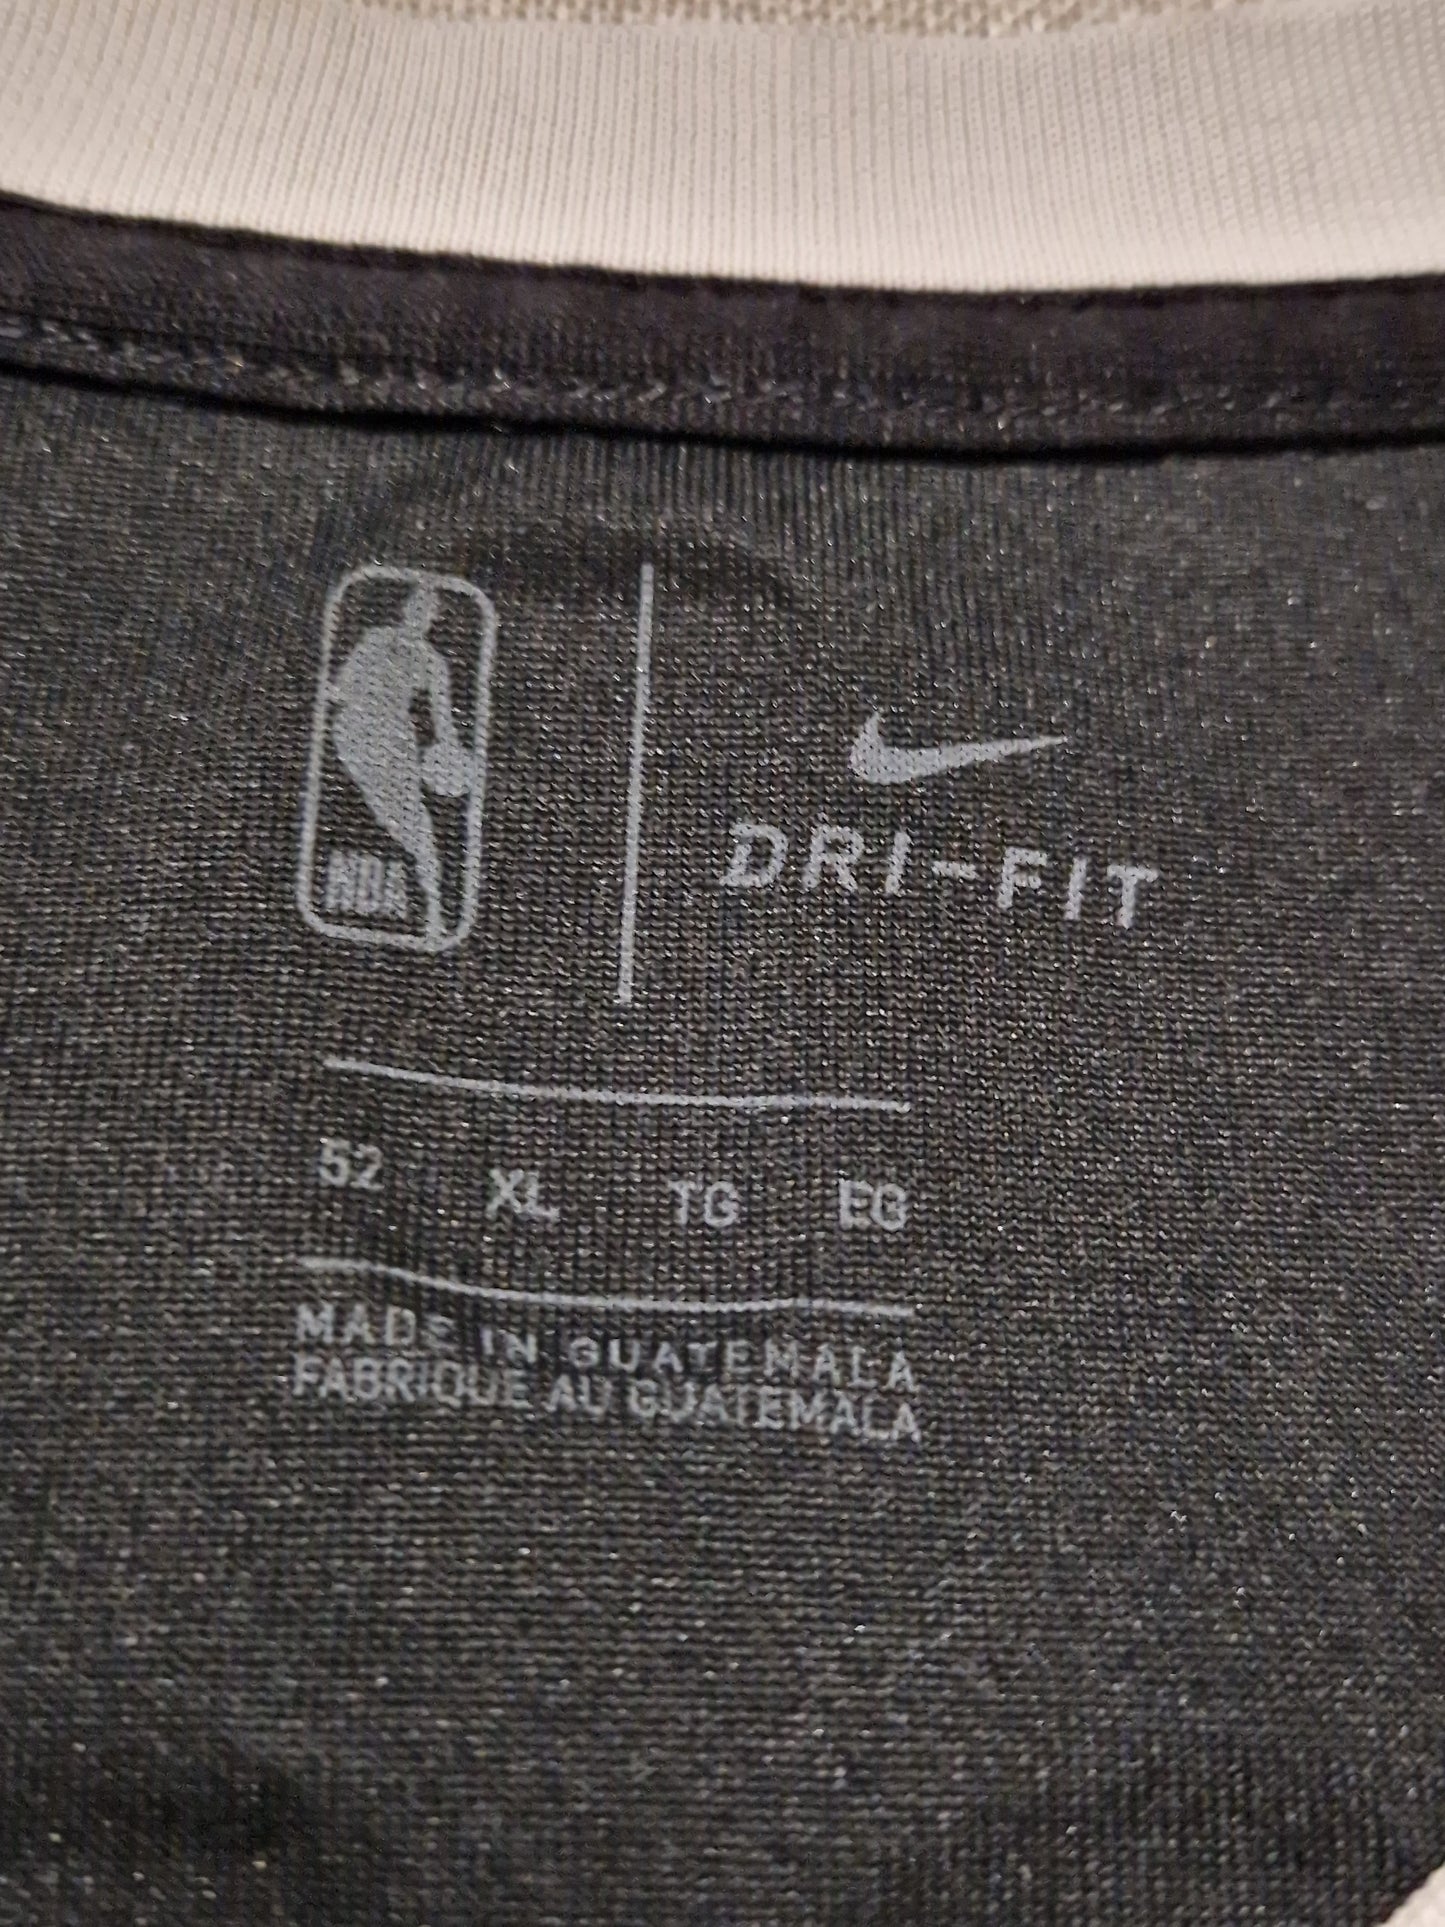 NBA
DRI-FIT
52 XL TG EG
MADE IN GUATEMALA
FABRIQUE AU GUATEMALA